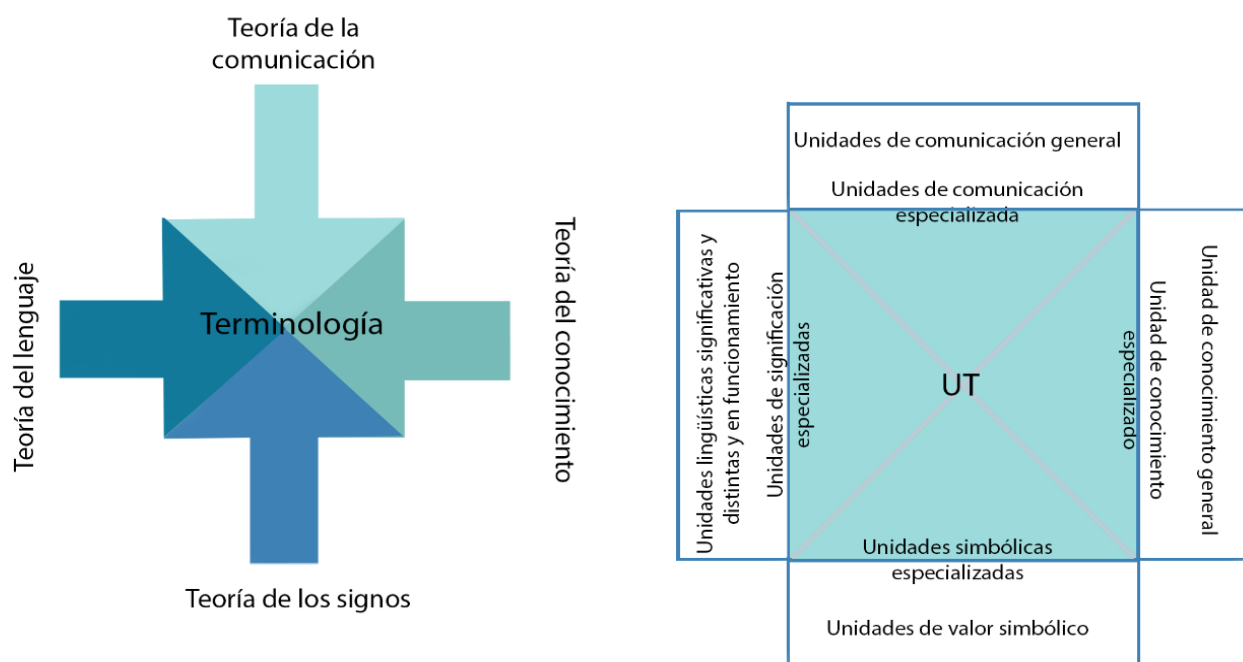 Teoría de la
comunicación
Teoría del lenguaje
Terminología
Teoría del conocimiento
Teoría de los signos
Unidades de comunicación general
Unidades de comunicación
especializada
Unidades lingüísticas significativas y
distintas y en funcionamiento
Unidades de significación
especializadas
UT
especializado
Unidad de conocimiento
Unidad de conocimiento general
Unidades simbólicas
especializadas
Unidades de valor simbólico